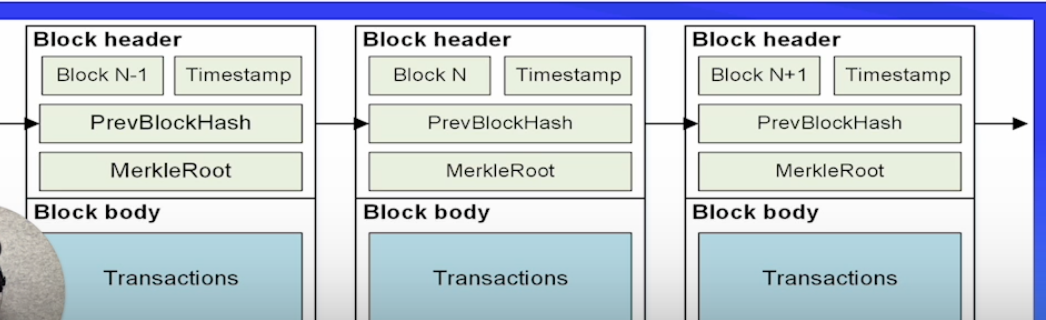 Block header
Block N-1 Timestamp
PrevBlockHash
MerkleRoot
Block body
Transactions
Block header
Block N Timestamp
PrevBlockHash
MerkleRoot
Block body
Transactions
Block header
Block N+1 Timestamp
PrevBlockHash
MerkleRoot
Block body
Transactions